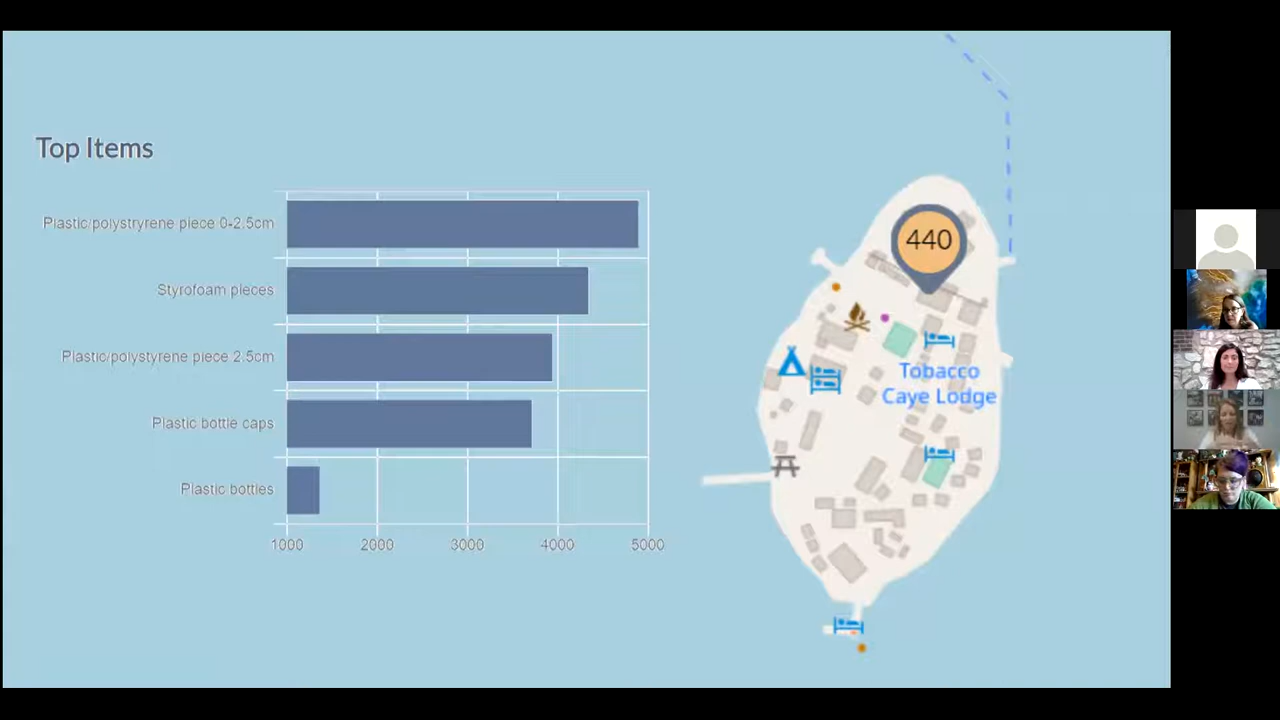 Top Items
Plastic/polystryrene piece 0-2.5cm
Styrofoam pieces
Plastic/polystyrene piece 2.5cm
Plastic bottle caps
Plastic bottles
1000 2000 3000 4000 5000
440
Tobacco
Caye Lodge